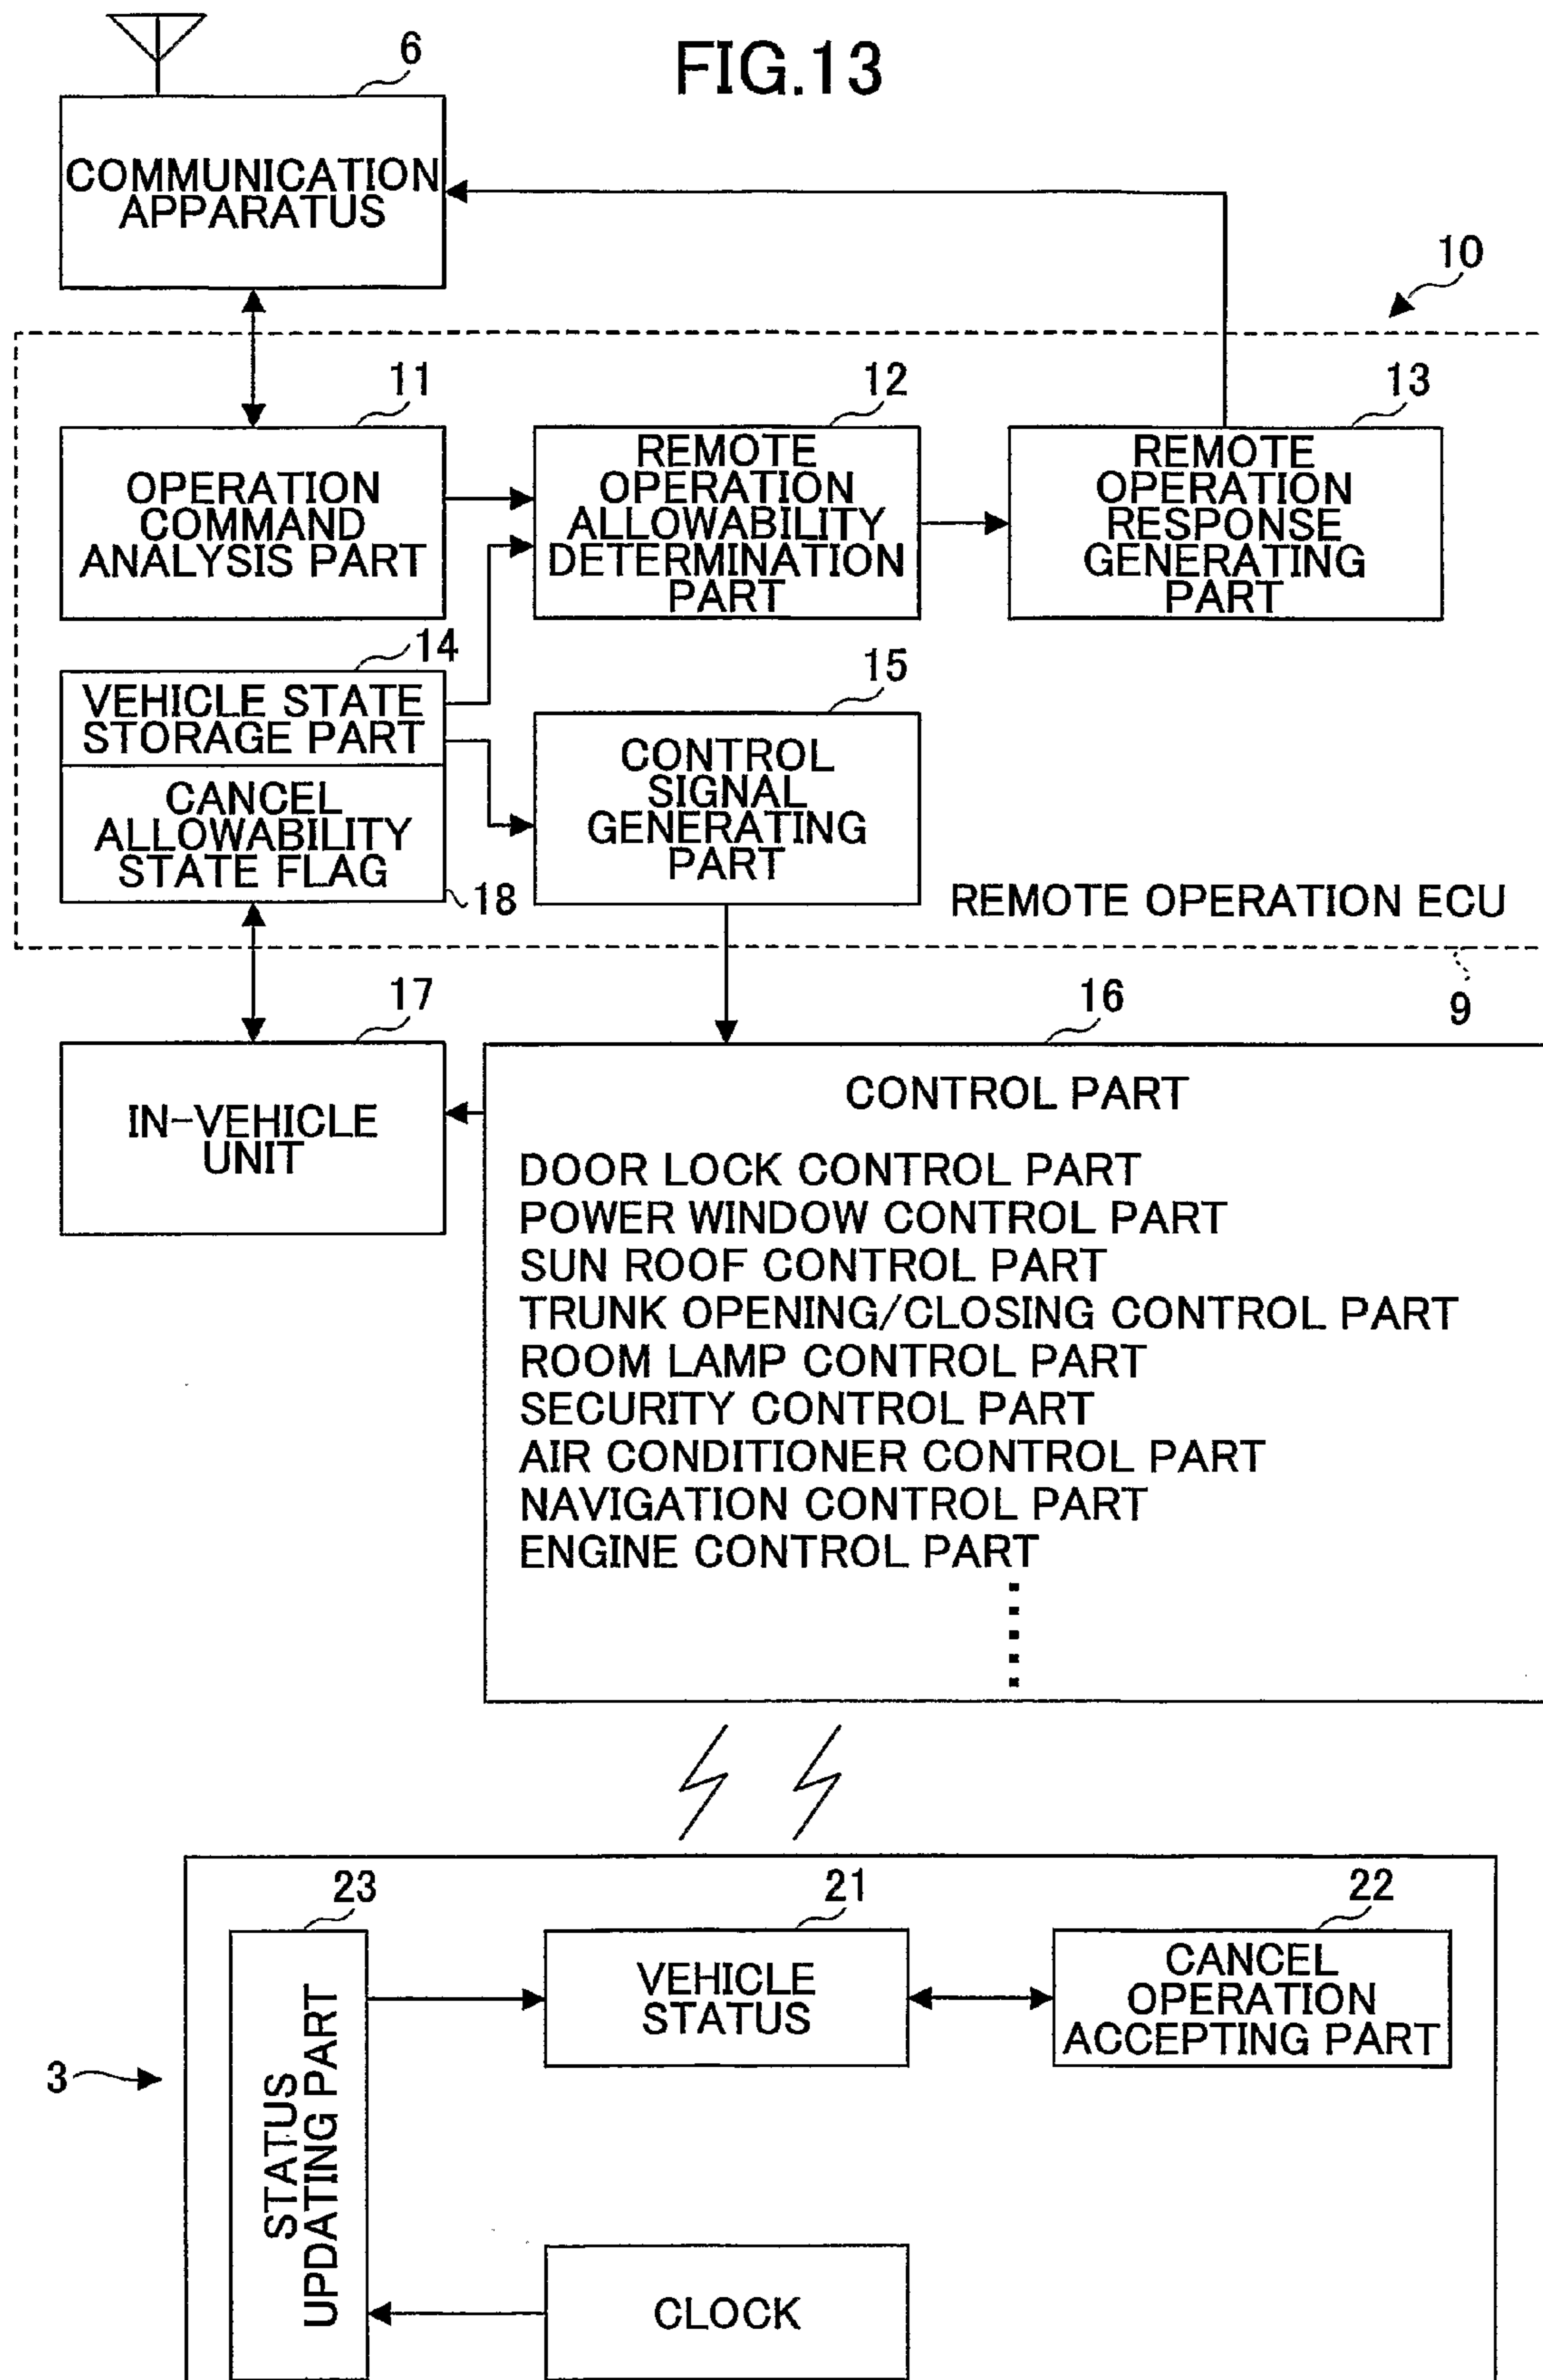 FIG.13
6
COMMUNICATION
APPARATUS
10
11
OPERATION
COMMAND
ANALYSIS PART
12
REMOTE
OPERATION
ALLOWABILITY
DETERMINATION
PART
13
REMOTE
OPERATION
RESPONSE
GENERATING
PART
14
VEHICLE STATE
STORAGE PART
CANCEL
ALLOWABILITY
STATE FLAG
18
15
CONTROL
SIGNAL
GENERATING
PART
REMOTE OPERATION ECU
9
17
IN-VEHICLE
UNIT
16
CONTROL PART
DOOR LOCK CONTROL PART
POWER WINDOW CONTROL PART
SUN ROOF CONTROL PART
TRUNK OPENING/CLOSING CONTROL PART
ROOM LAMP CONTROL PART
SECURITY CONTROL PART
AIR CONDITIONER CONTROL PART
NAVIGATION CONTROL PART
ENGINE CONTROL PART
3
23
STATUS
UPDATING PART
21
VEHICLE
STATUS
22
CANCEL
OPERATION
ACCEPTING PART
CLOCK